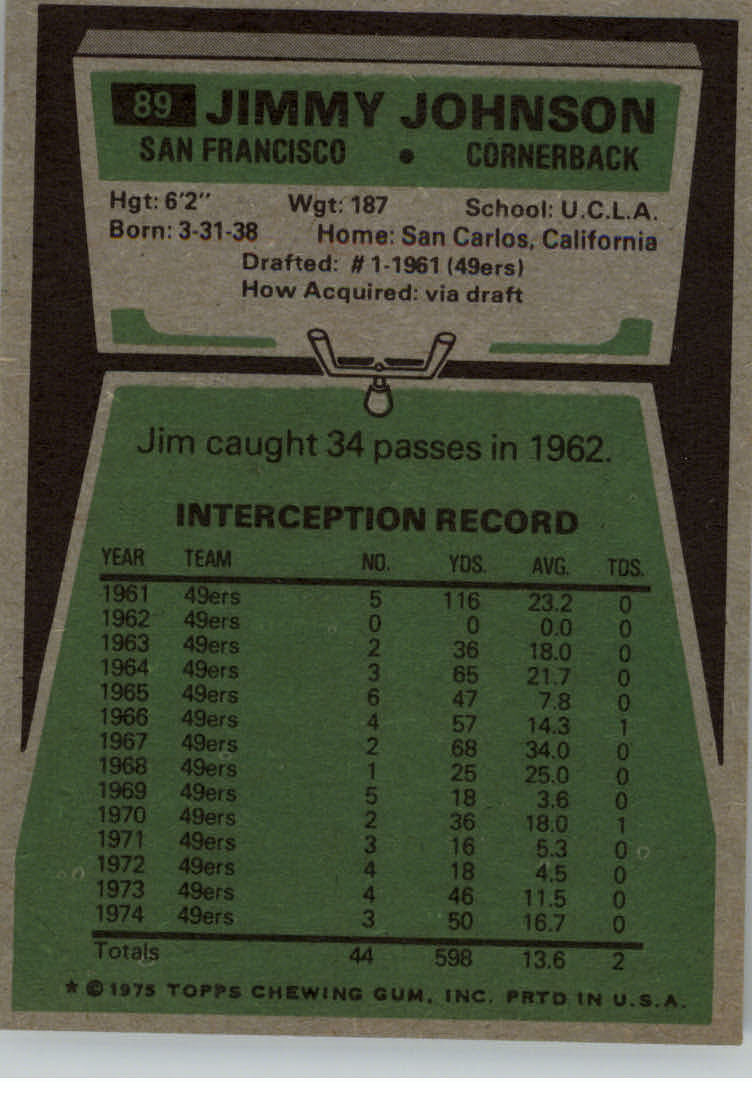 89 JIMMY JOHNSON
SAN FRANCISCO • CORNERBACK
Hgt: 6'2" Wgt: 187 School: U.C.L.A.
Born: 3-31-38 Home: San Carlos, California
Drafted: #1-1961 (49ers)
How Acquired: via draft
Jim caught 34 passes in 1962.
INTERCEPTION RECORD
YEAR TEAM NO. YDS. AVG. TDS.
1961 49ers 5 116 23.2 0
1962 49ers 0 0 0.0 0
1963 49ers 2 36 18.0 0
1964 49ers 3 65 21.7 0
1965 49ers 6 47 7.8 0
1966 49ers 4 57 14.3 1
1967 49ers 2 68 34.0 0
1968 49ers 1 25 25.0 0
1969 49ers 5 18 3.6 0
1970 49ers 2 36 18.0 1
1971 49ers 3 16 5.3 0
1972 49ers 4 18 4.5 0
1973 49ers 4 46 11.5 0
1974 49ers 3 50 16.7 0
Totals 44 598 13.6 2
* © 1975 TOPPS CHEWING GUM, INC. PRTD IN U.S.A.